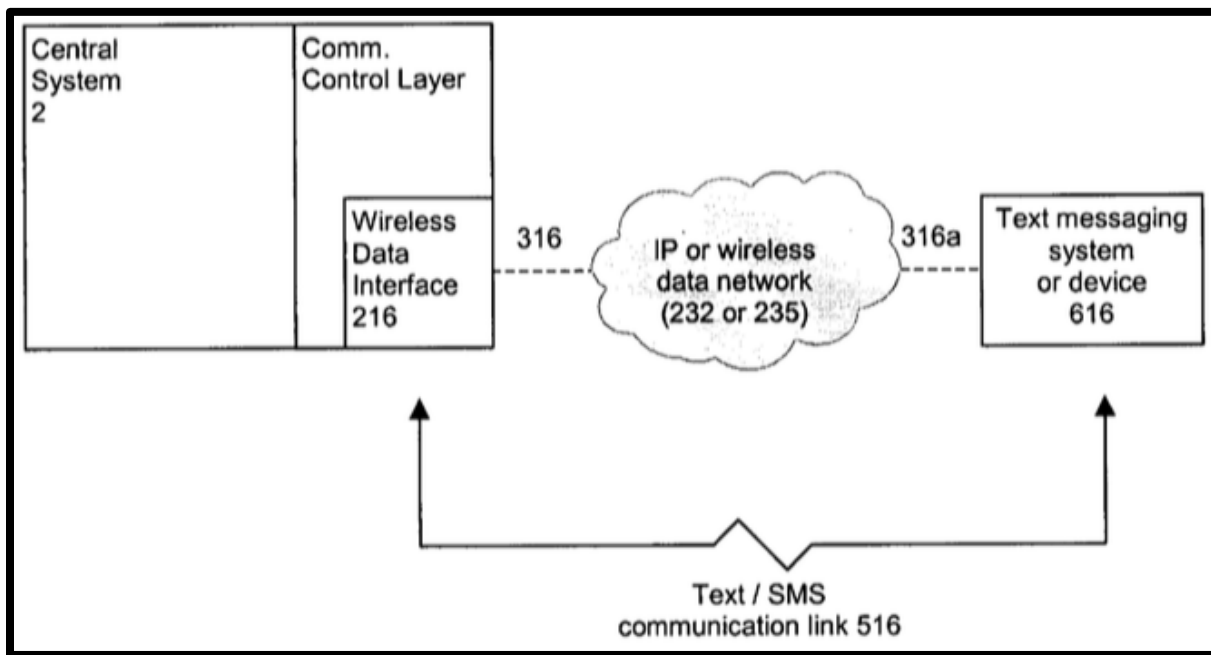 Central
System
2
Comm.
Control Layer
Wireless
Data
Interface
216
316
IP or wireless
data network
(232 or 235)
316a
Text messaging
system
or device
616
Text / SMS
communication link 516